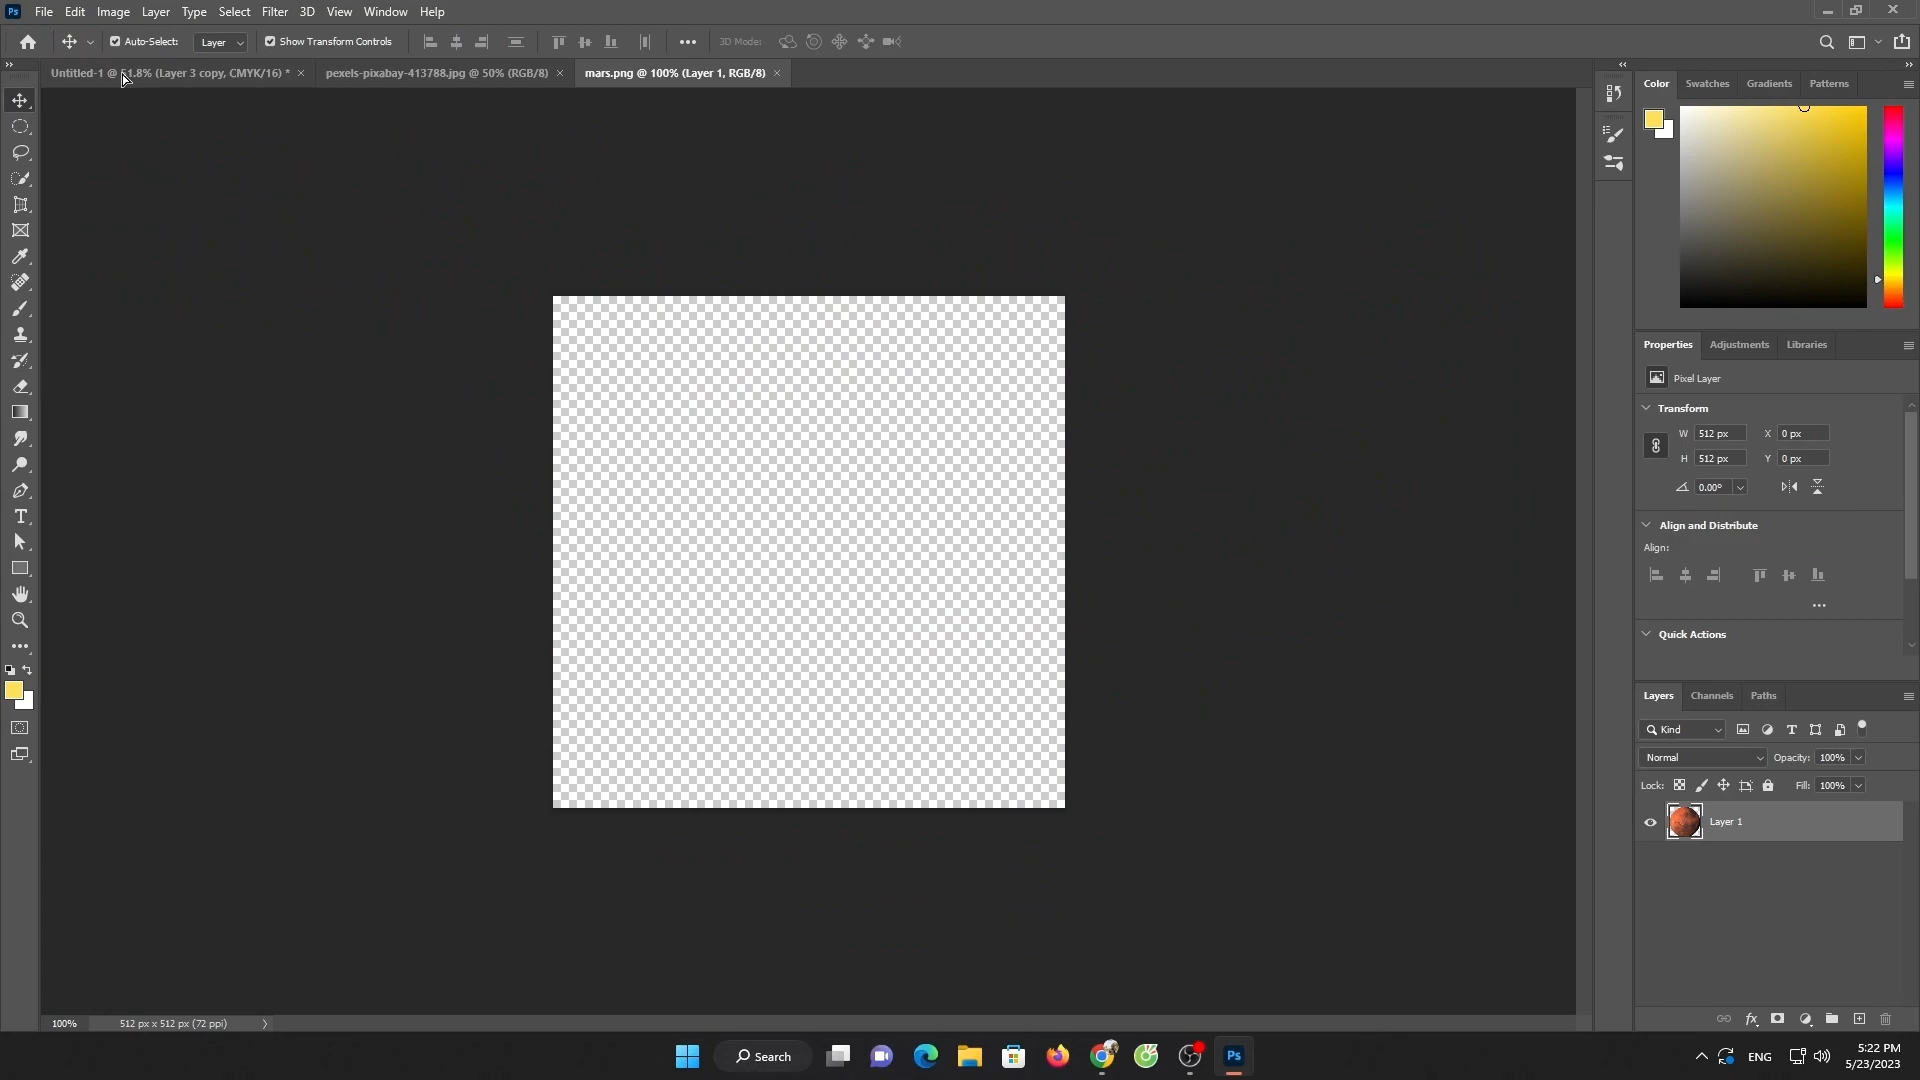 Ps File Edit Image Layer Type Select Filter 3D View Window Help
Auto-Select: Layer Show Transform Controls 3D Mode:
Untitled-1 @ 51.8% (Layer 3 copy, CMYK/16) * × pexels-pixabay-413788.jpg @ 50% (RGB/8) × mars.png @ 100% (Layer 1, RGB/8) ×
Color Swatches Gradients Patterns
Properties Adjustments Libraries
Pixel Layer
Transform
W 512 px X 0 px
H 512 px Y 0 px
0.00°
Align and Distribute
Align:
Quick Actions
Layers Channels Paths
Kind
Normal Opacity: 100%
Lock: Fill: 100%
Layer 1
100% 512 px x 512 px (72 ppi)
Search Ps ENG 5:22 PM
5/23/2023